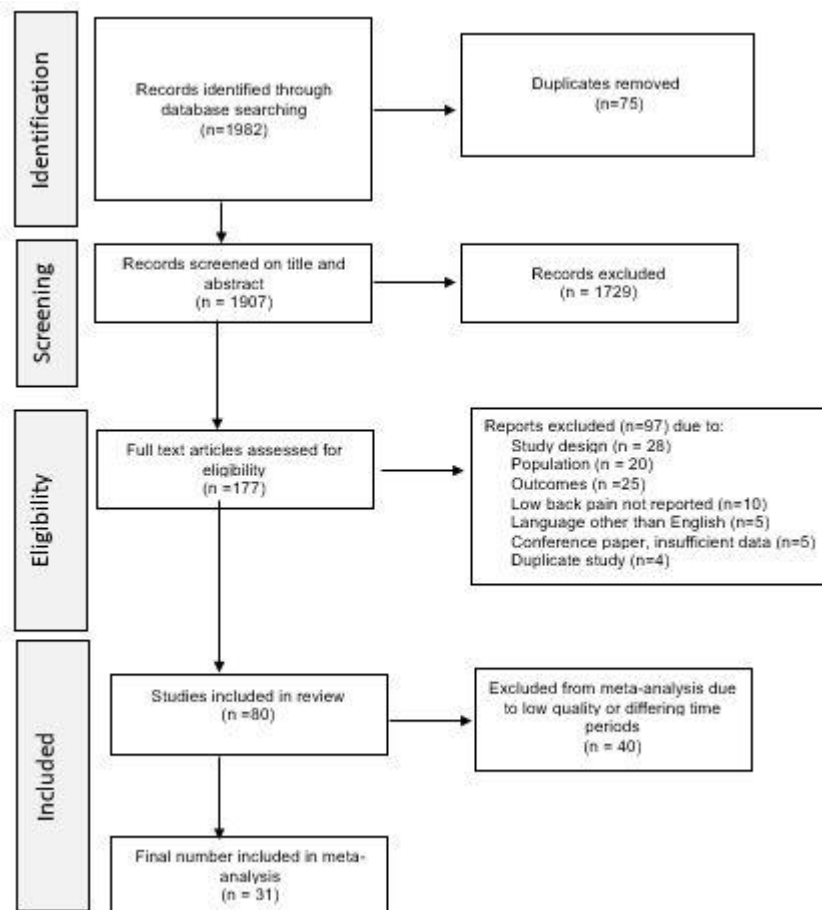 Identification
Records identified through
database searching
(n=1982)
Duplicates removed
(n=75)
Screening
Records screened on title and
abstract
(n = 1907)
Records excluded
(n = 1729)
Eligibility
Full text articles assessed for
eligibility
(n =177)
Reports excluded (n=97) due to:
Study design (n = 28)
Population (n = 20)
Outcomes (n =25)
Low back pain not reported (n=10)
Language other than English (n=5)
Conference paper, insufficient data (n=5)
Duplicate study (n=4)
Included
Studies included in review
(n =80)
Excluded from meta-analysis due
to low quality or differing time
periods
(n = 40)
Final number included in meta-
analysis
(n = 31)